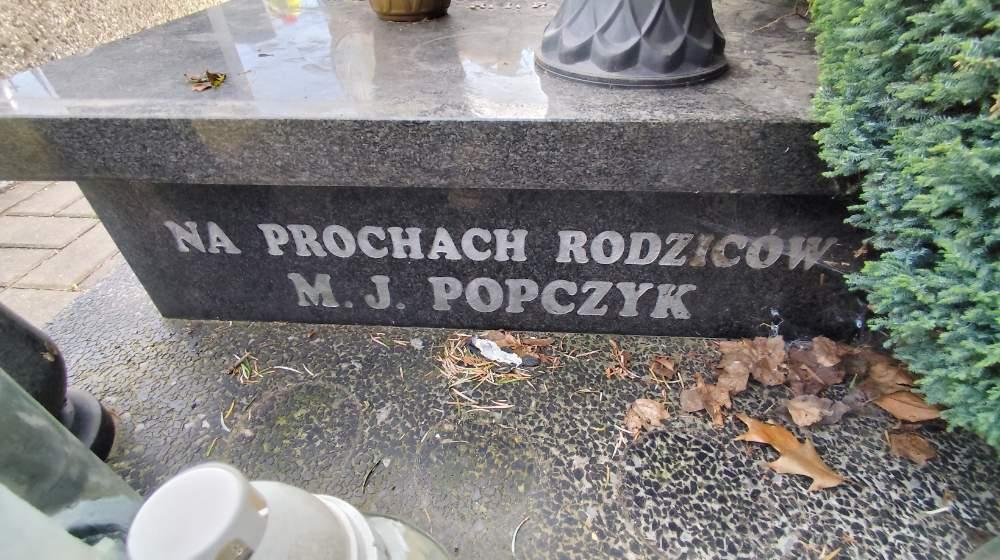 NA PROCHACH RODZICÓW
M. J. POPCZYK